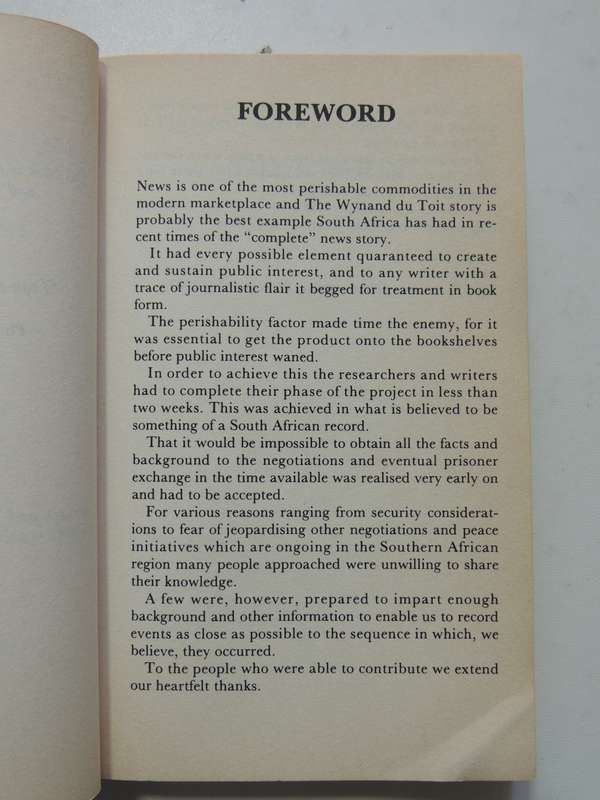 FOREWORD
News is one of the most perishable commodities in the
modern marketplace and The Wynand du Toit story is
probably the best example South Africa has had in re-
cent times of the “complete” news story.
It had every possible element quaranteed to create
and sustain public interest, and to any writer with a
trace of journalistic flair it begged for treatment in book
form.
The perishability factor made time the enemy, for it
was essential to get the product onto the bookshelves
before public interest waned.
In order to achieve this the researchers and writers
had to complete their phase of the project in less than
two weeks. This was achieved in what is believed to be
something of a South African record.
That it would be impossible to obtain all the facts and
background to the negotiations and eventual prisoner
exchange in the time available was realised very early on
and had to be accepted.
For various reasons ranging from security considerat-
ions to fear of jeopardising other negotiations and peace
initiatives which are ongoing in the Southern African
region many people approached were unwilling to share
their knowledge.
A few were, however, prepared to impart enough
background and other information to enable us to record
events as close as possible to the sequence in which, we
believe, they occurred.
To the people who were able to contribute we extend
our heartfelt thanks.